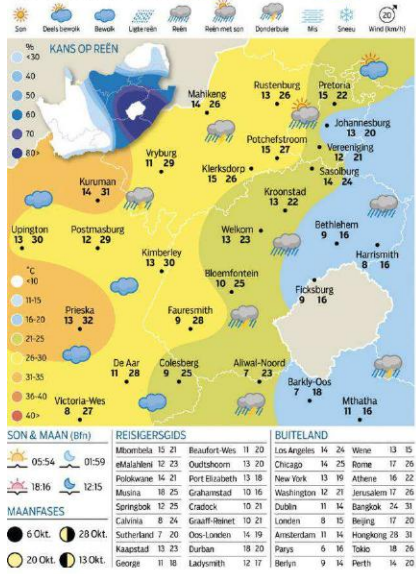 Son Deels bewolk Bewolk Ligte reën Reën Reën met son Donderbuie Mis Sneeu Wind (km/h)
20
%
KANS OP REËN
<30
40
50
60
70
80>
Mahikeng
14 26
Rustenburg
13 26
Pretoria
15 22
Johannesburg
13 20
Vereeniging
12 21
Potchefstroom
15 27
Sasolburg
14 24
Vryburg
11 29
Klerksdorp
15 26
Kuruman
14 31
Kroonstad
13 22
Upington
13 30
Postmasburg
12 29
Welkom
13 23
Bethlehem
9 16
Harrismith
8 16
Kimberley
13 30
Bloemfontein
10 25
Ficksburg
9 16
°C
<10
11-15
16-20
21-25
26-30
31-35
36-40
40>
Prieska
13 32
Fauresmith
9 28
De Aar
11 28
Colesberg
9 25
Aliwal-Noord
7 23
Barkly-Oos
7 18
Victoria-Wes
8 27
Mthatha
11 16
SON & MAAN (Bfn)
05:54 01:59
18:16 12:15
MAANFASES
6 Okt. 28 Okt.
20 Okt. 13 Okt.
REISIGERSGIDS
Mbombela 15 21 Beaufort-Wes 11 20
eMalahleni 12 23 Oudtshoorn 13 20
Polokwane 14 21 Port Elizabeth 13 18
Musina 18 25 Grahamstad 10 16
Springbok 12 25 Cradock 10 21
Calvinia 8 24 Graaff-Reinet 10 21
Sutherland 7 20 Oos-Londen 14 19
Kaapstad 13 23 Durban 18 20
George 11 18 Ladysmith 12 17
BUITELAND
Los Angeles 14 24 Wene 13 15
Chicago 14 25 Rome 17 26
New York 13 19 Athene 16 22
Washington 12 21 Jerusalem 17 26
Dublin 11 14 Bangkok 24 31
Londen 8 15 Beijing 17 20
Amsterdam 11 14 Hongkong 28 31
Parys 6 16 Tokio 18 26
Berlyn 9 14 Perth 14 20